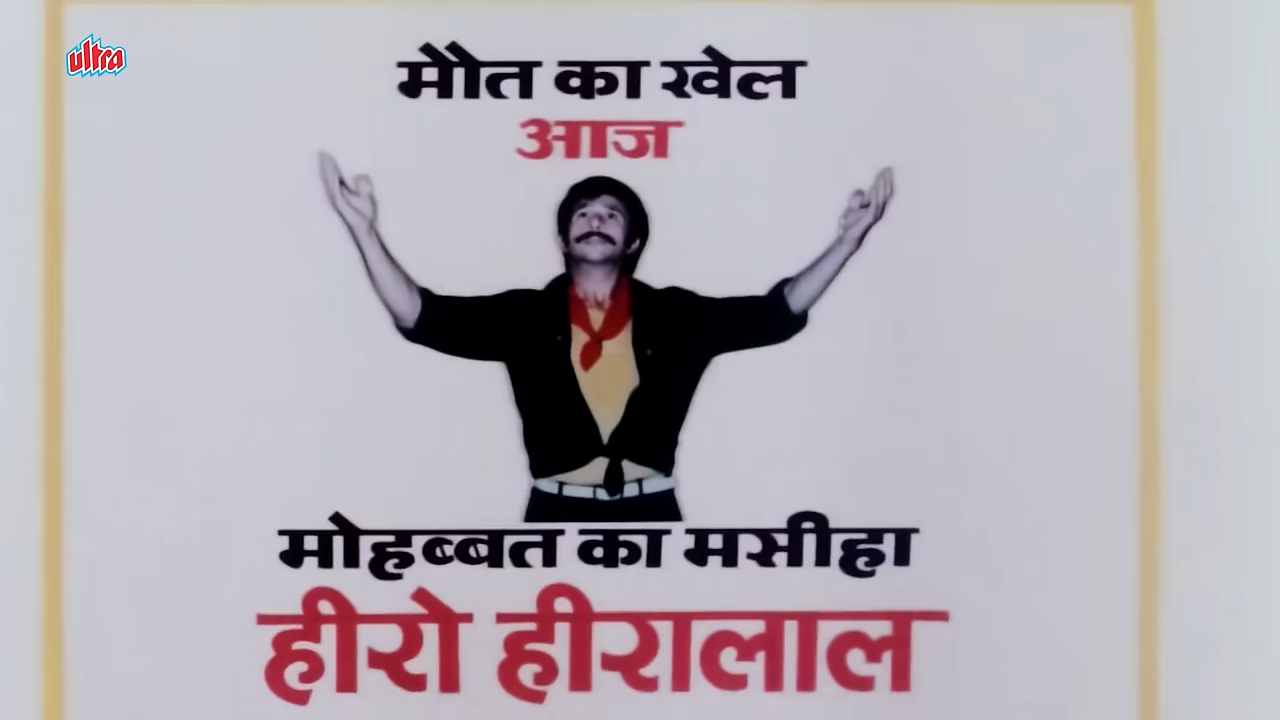 ultra
मौत का खेल
आज
मोहब्बत का मसीहा
हीरो हीरालाल